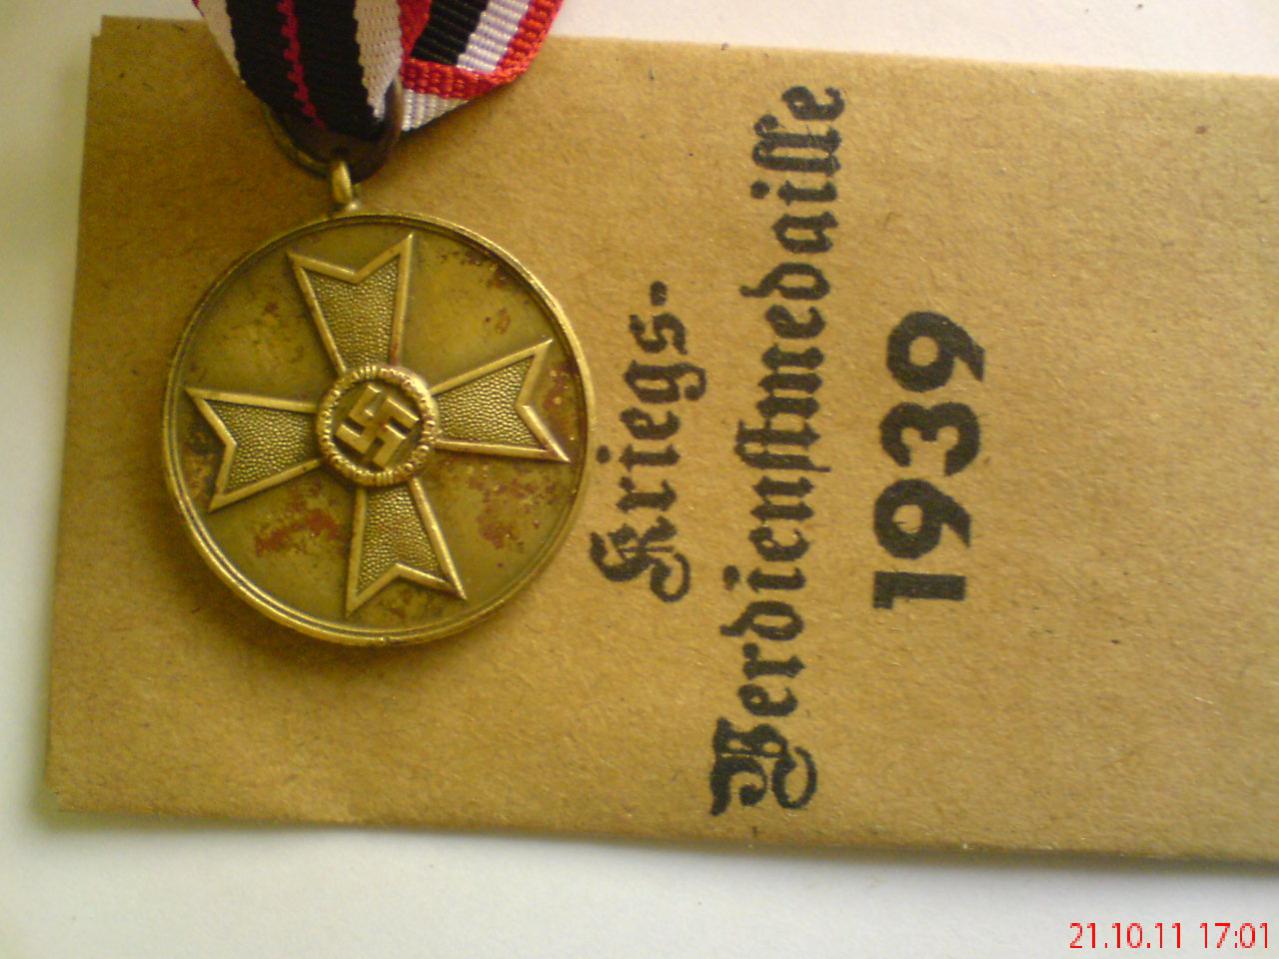 Kriegs-
Verdienstmedaille
1939
21.10.11 17:01